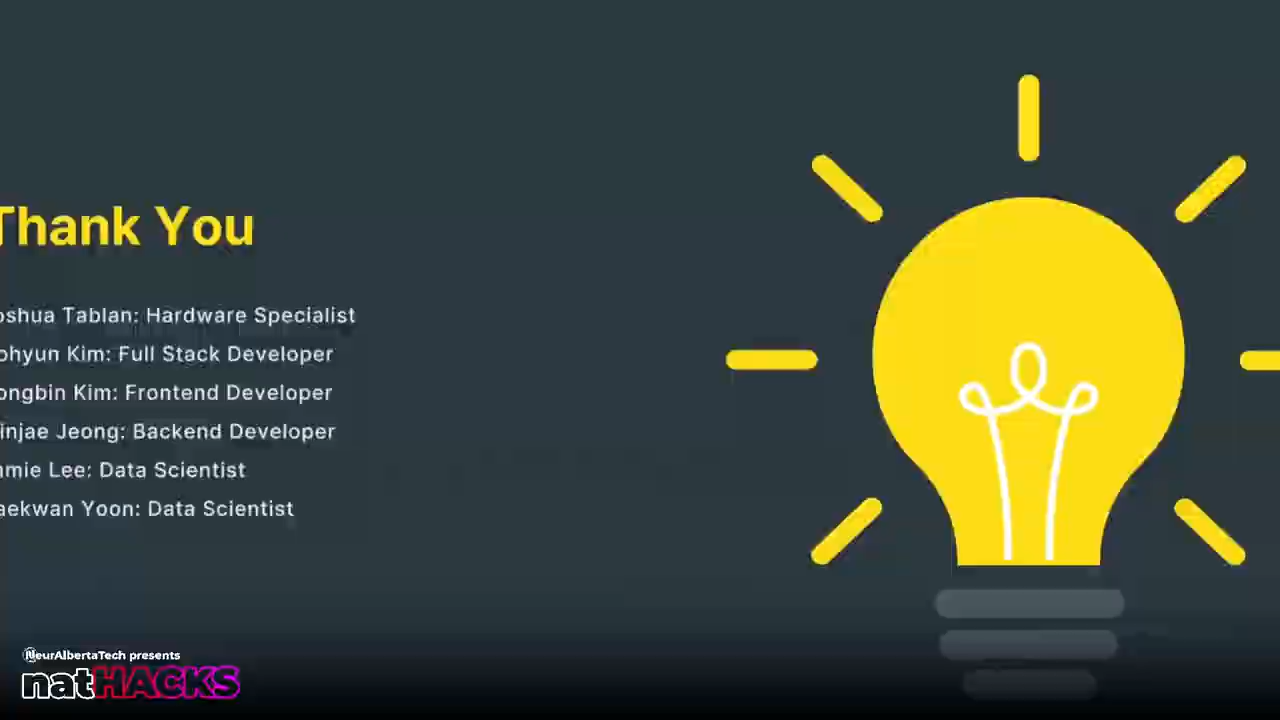 Thank You
oshua Tablan: Hardware Specialist
ohyun Kim: Full Stack Developer
ongbin Kim: Frontend Developer
injae Jeong: Backend Developer
mie Lee: Data Scientist
aekwan Yoon: Data Scientist
NeurAlbertaTech presents
natHACKS